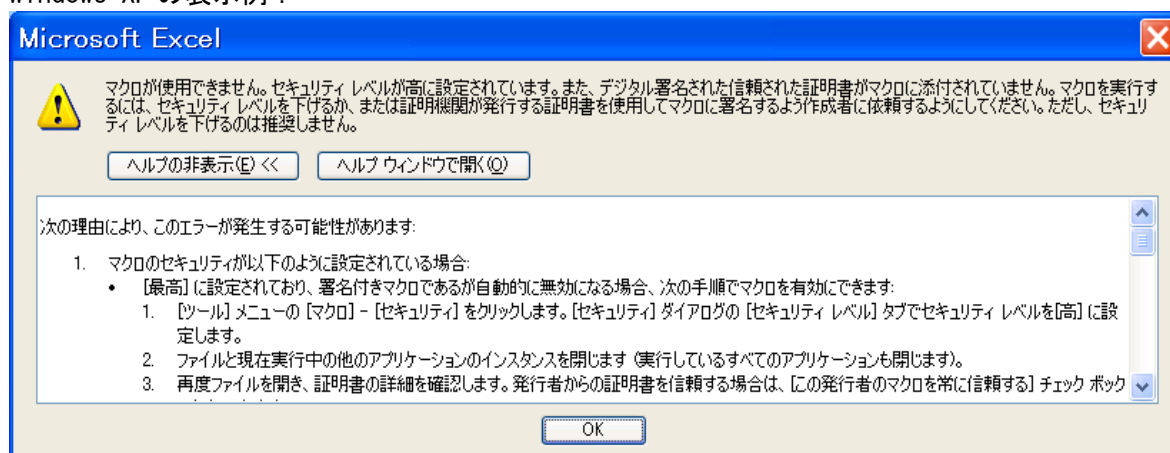 Windows XP の表示例:
Microsoft Excel
マクロが使用できません。セキュリティ レベルが高に設定されています。また、デジタル署名された信頼された証明書がマクロに添付されていません。マクロを実行す
るには、セキュリティ レベルを下げるか、または証明機関が発行する証明書を使用してマクロに署名するよう作成者に依頼するようにしてください。ただし、セキュリ
ティ レベルを下げるのは推奨しません。
ヘルプの非表示(E) <<
ヘルプ ウィンドウで開く(O)
次の理由により、このエラーが発生する可能性があります:
1. マクロのセキュリティが以下のように設定されている場合:
• [最高] に設定されており、署名付きマクロであるが自動的に無効になる場合、次の手順でマクロを有効にできます:
1. [ツール] メニューの [マクロ] - [セキュリティ] をクリックします。[セキュリティ] ダイアログの [セキュリティ レベル] タブでセキュリティ レベルを[高] に設
定します。
2. ファイルと現在実行中の他のアプリケーションのインスタンスを閉じます (実行しているすべてのアプリケーションも閉じます)。
3. 再度ファイルを開き、証明書の詳細を確認します。発行者からの証明書を信頼する場合は、[この発行者のマクロを常に信頼する] チェック ボック
OK